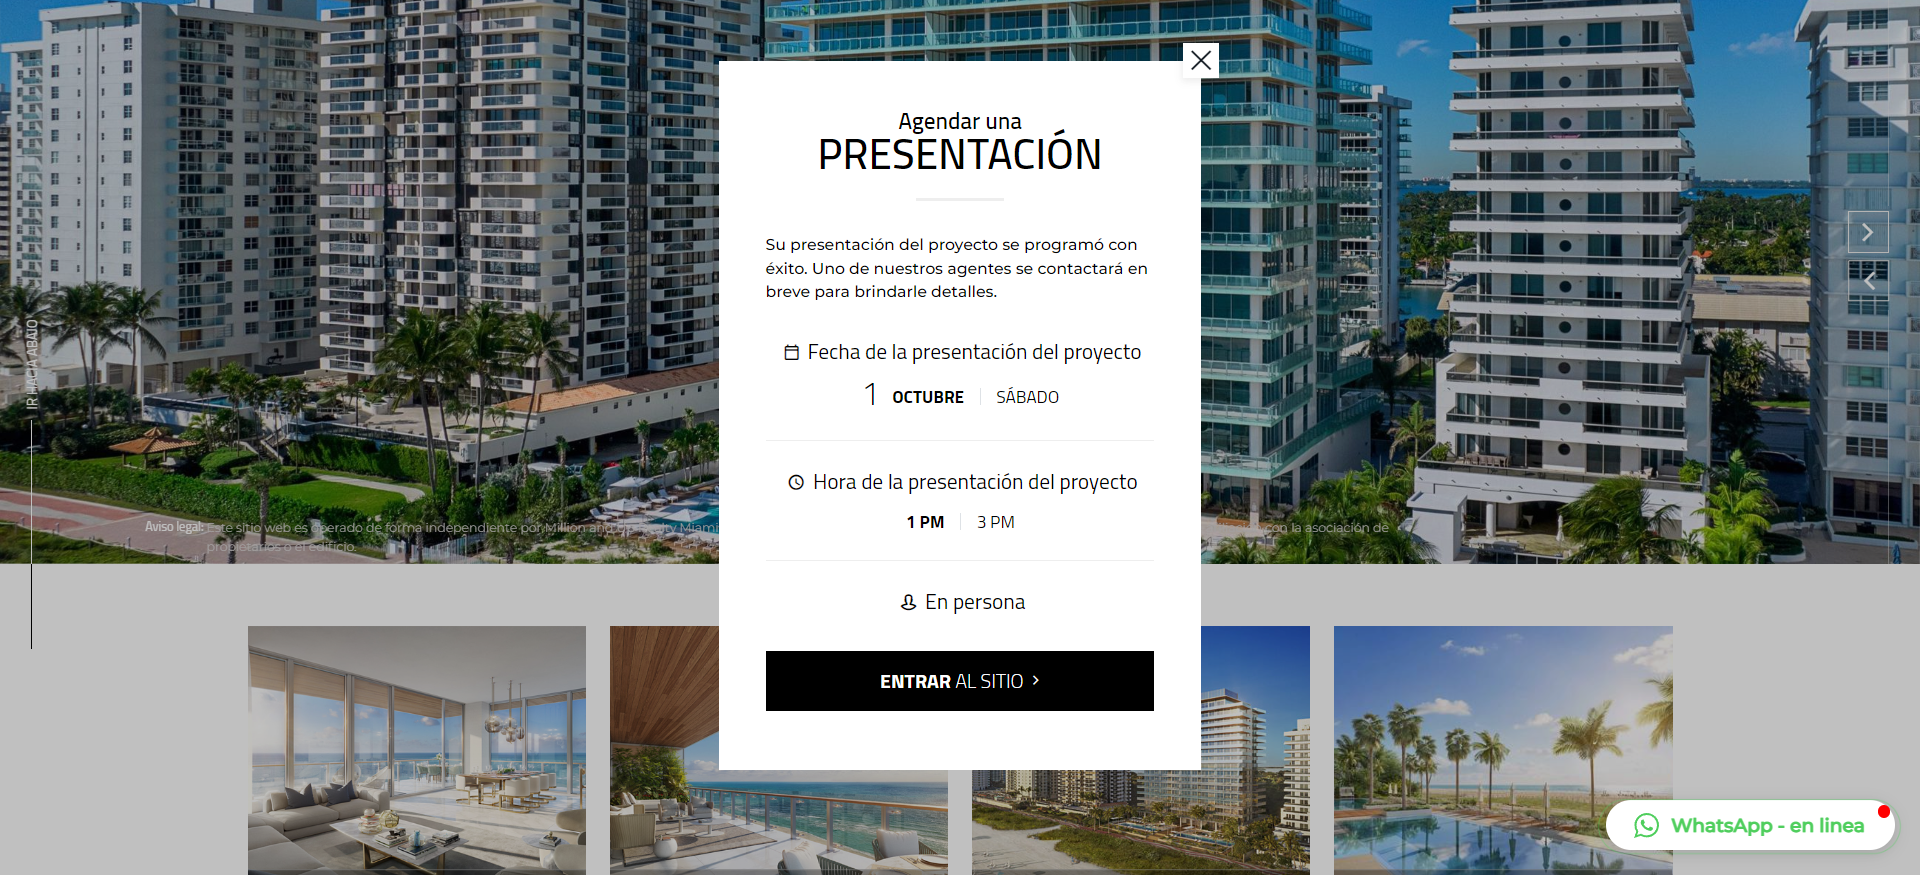 Agendar una
PRESENTACIÓN
Su presentación del proyecto se programó con
éxito. Uno de nuestros agentes se contactará en
breve para brindarle detalles.
Fecha de la presentación del proyecto
1 OCTUBRE SÁBADO
Hora de la presentación del proyecto
1 PM 3 PM
En persona
ENTRAR AL SITIO
IR HACIA ABAJO
Aviso legal: Este sitio web es operado de forma independiente por Million and Up Realty Miami con la asociación de
propietarios o el edificio.
WhatsApp - en linea